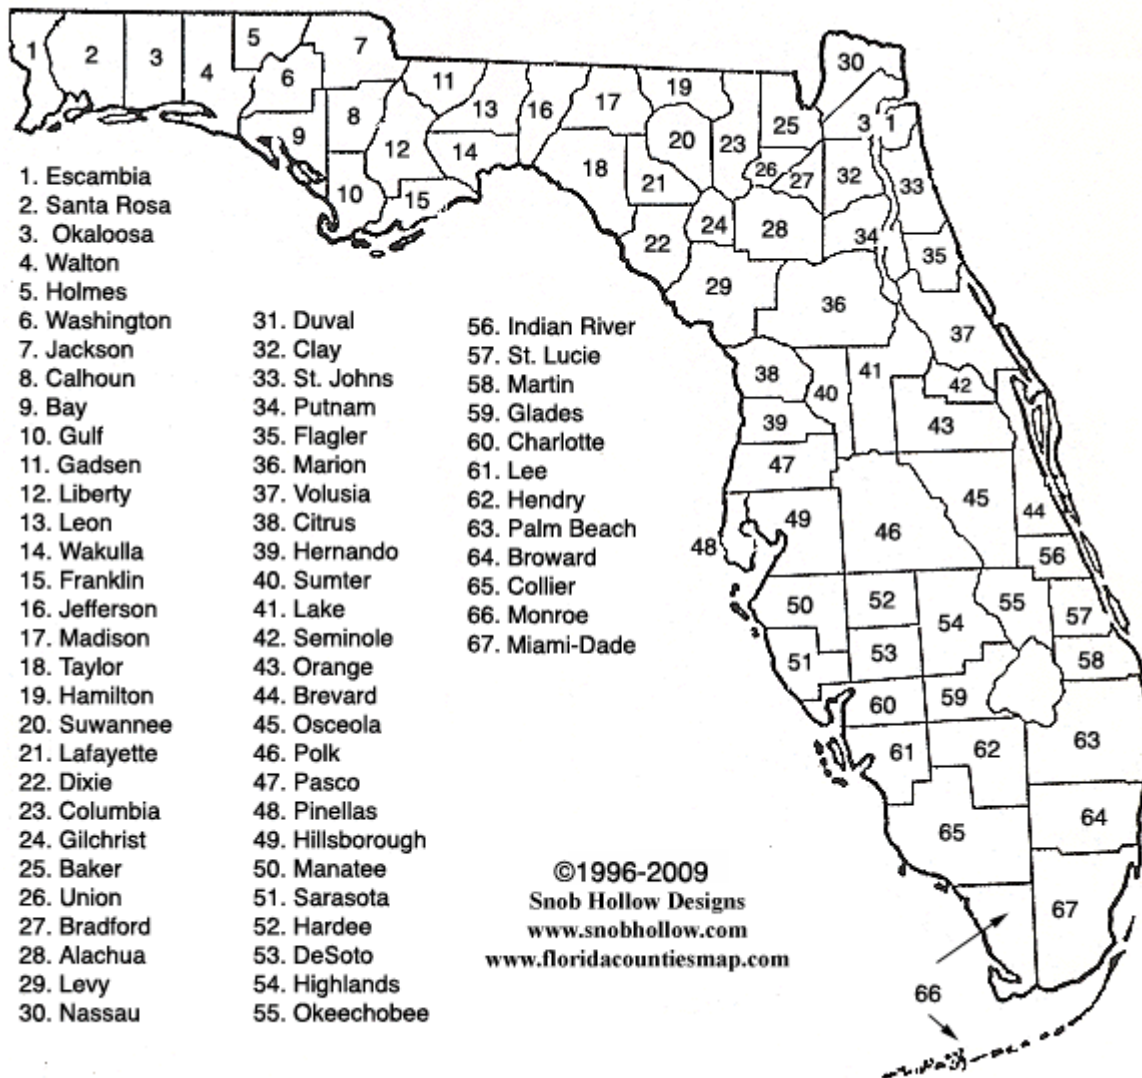 1
2
3
4
5
6
7
8
9
10
11
12
13
14
15
16
17
18
19
20
21
22
23
24
25
26
27
28
29
30
3 1
32
33
34
35
36
37
38
39
40
41
42
43
44
45
46
47
48
49
50
51
52
53
54
55
56
57
58
59
60
61
62
63
64
65
66
67
1. Escambia
2. Santa Rosa
3. Okaloosa
4. Walton
5. Holmes
6. Washington
7. Jackson
8. Calhoun
9. Bay
10. Gulf
11. Gadsen
12. Liberty
13. Leon
14. Wakulla
15. Franklin
16. Jefferson
17. Madison
18. Taylor
19. Hamilton
20. Suwannee
21. Lafayette
22. Dixie
23. Columbia
24. Gilchrist
25. Baker
26. Union
27. Bradford
28. Alachua
29. Levy
30. Nassau
31. Duval
32. Clay
33. St. Johns
34. Putnam
35. Flagler
36. Marion
37. Volusia
38. Citrus
39. Hernando
40. Sumter
41. Lake
42. Seminole
43. Orange
44. Brevard
45. Osceola
46. Polk
47. Pasco
48. Pinellas
49. Hillsborough
50. Manatee
51. Sarasota
52. Hardee
53. DeSoto
54. Highlands
55. Okeechobee
56. Indian River
57. St. Lucie
58. Martin
59. Glades
60. Charlotte
61. Lee
62. Hendry
63. Palm Beach
64. Broward
65. Collier
66. Monroe
67. Miami-Dade
©1996-2009
Snob Hollow Designs
www.snobhollow.com
www.floridacountiesmap.com